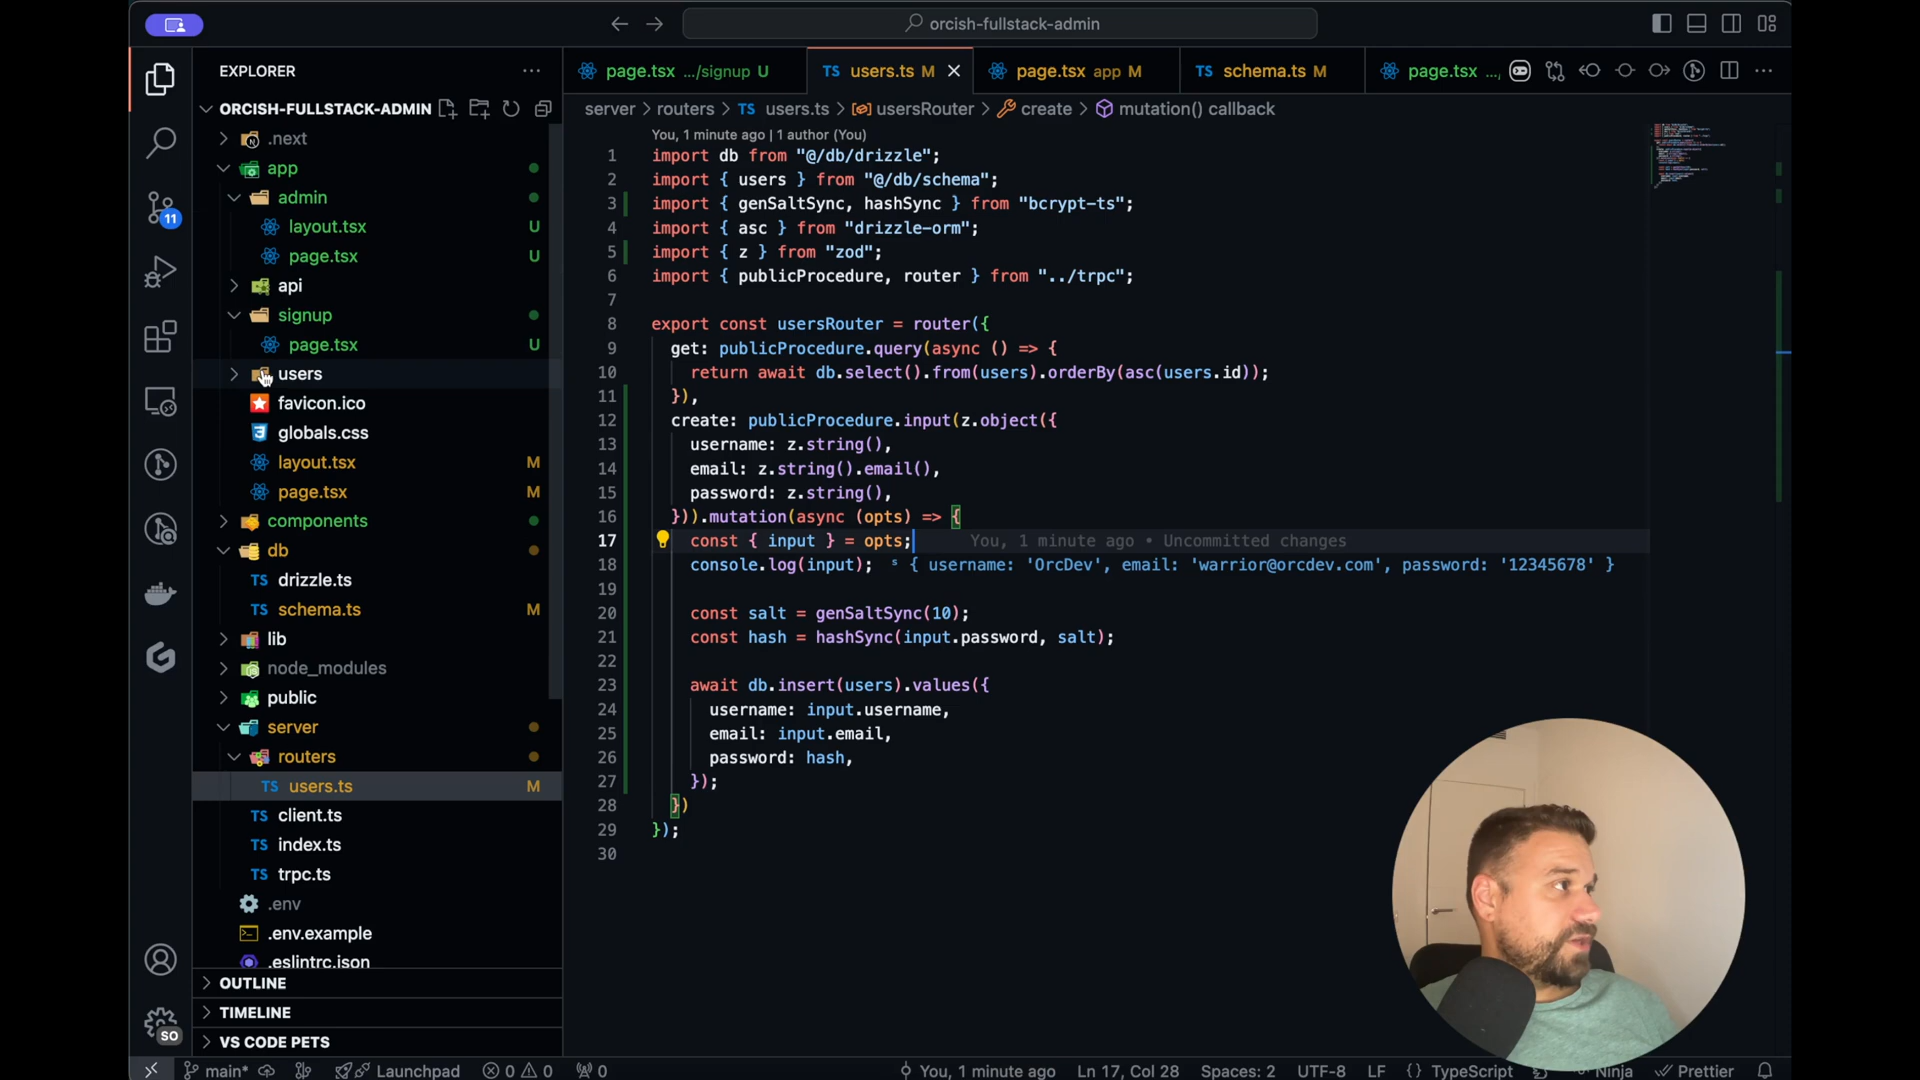 orcish-fullstack-admin
EXPLORER
ORCISH-FULLSTACK-ADMIN
.next
app
admin
layout.tsx U
page.tsx U
api
signup
page.tsx U
users
favicon.ico
globals.css
layout.tsx M
page.tsx M
components
db
drizzle.ts
schema.ts M
lib
node_modules
public
server
routers
TS users.ts M
TS client.ts
TS index.ts
TS trpc.ts
.env
.env.example
.eslintrc.json
OUTLINE
TIMELINE
VS CODE PETS
11
SO
page.tsx .../signup U
TS users.ts M
page.tsx app M
TS schema.ts M
page.tsx ...
server > routers > TS users.ts > usersRouter > create > mutation() callback
You, 1 minute ago | 1 author (You)
1 import db from "@/db/drizzle";
2 import { users } from "@/db/schema";
3 import { genSaltSync, hashSync } from "bcrypt-ts";
4 import { asc } from "drizzle-orm";
5 import { z } from "zod";
6 import { publicProcedure, router } from "../trpc";
7
8 export const usersRouter = router({
9 get: publicProcedure.query(async () => {
10 return await db.select().from(users).orderBy(asc(users.id));
11 }),
12 create: publicProcedure.input(z.object({
13 username: z.string(),
14 email: z.string().email(),
15 password: z.string(),
16 })).mutation(async (opts) => {
17 const { input } = opts; You, 1 minute ago • Uncommitted changes
18 console.log(input); s { username: 'OrcDev', email: 'warrior@orcdev.com', password: '12345678' }
19
20 const salt = genSaltSync(10);
21 const hash = hashSync(input.password, salt);
22
23 await db.insert(users).values({
24 username: input.username,
25 email: input.email,
26 password: hash,
27 });
28 })
29 });
30
main* Launchpad 0 0 0 You, 1 minute ago Ln 17, Col 28 Spaces: 2 UTF-8 LF {} TypeScript Ninja Prettier